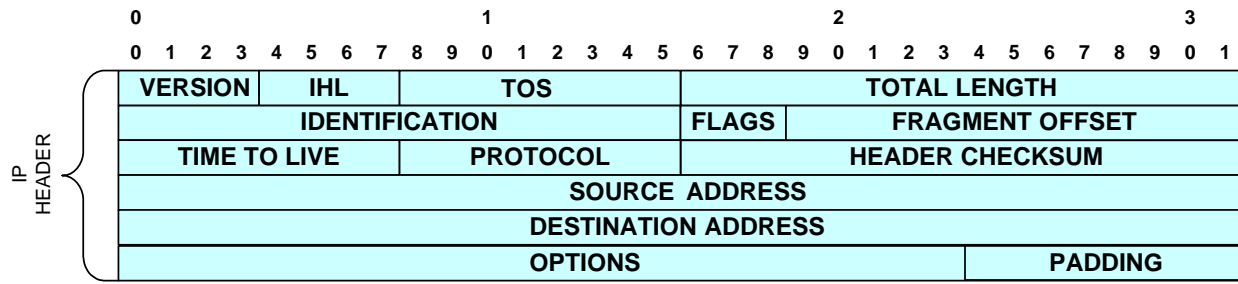 0 1 2 3
0 1 2 3 4 5 6 7 8 9 0 1 2 3 4 5 6 7 8 9 0 1 2 3 4 5 6 7 8 9 0 1
VERSION IHL TOS TOTAL LENGTH
IDENTIFICATION FLAGS FRAGMENT OFFSET
TIME TO LIVE PROTOCOL HEADER CHECKSUM
IP
HEADER
SOURCE ADDRESS
DESTINATION ADDRESS
OPTIONS PADDING